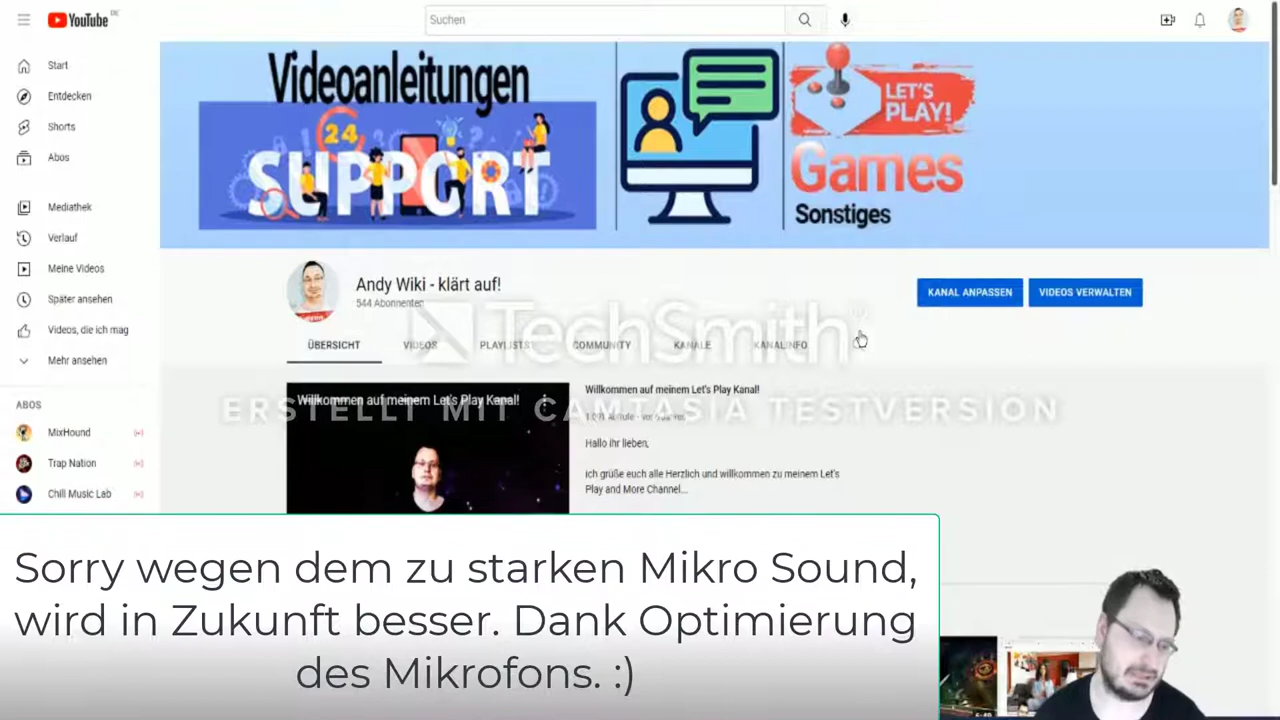 YouTube DE
Suchen
Start
Entdecken
Shorts
Abos
Mediathek
Verlauf
Meine Videos
Später ansehen
Videos, die ich mag
Mehr ansehen
ABOS
MixHound
Trap Nation
Chill Music Lab
Videoanleitungen
24
SUPPORT
LET'S
PLAY!
Games
Sonstiges
Andy Wiki - klärt auf!
544 Abonnenten
KANAL ANPASSEN
VIDEOS VERWALTEN
TechSmith
ÜBERSICHT
VIDEOS
PLAYLISTS
COMMUNITY
KANÄLE
KANALINFO
ERSTELLT MIT CAMTASIA TESTVERSION
Willkommen auf meinem Let's Play Kanal!
Willkommen auf meinem Let's Play Kanal!
Hallo ihr lieben,
ich grüße euch alle Herzlich und willkommen zu meinem Let's
Play and More Channel...
Sorry wegen dem zu starken Mikro Sound,
wird in Zukunft besser. Dank Optimierung
des Mikrofons. :)